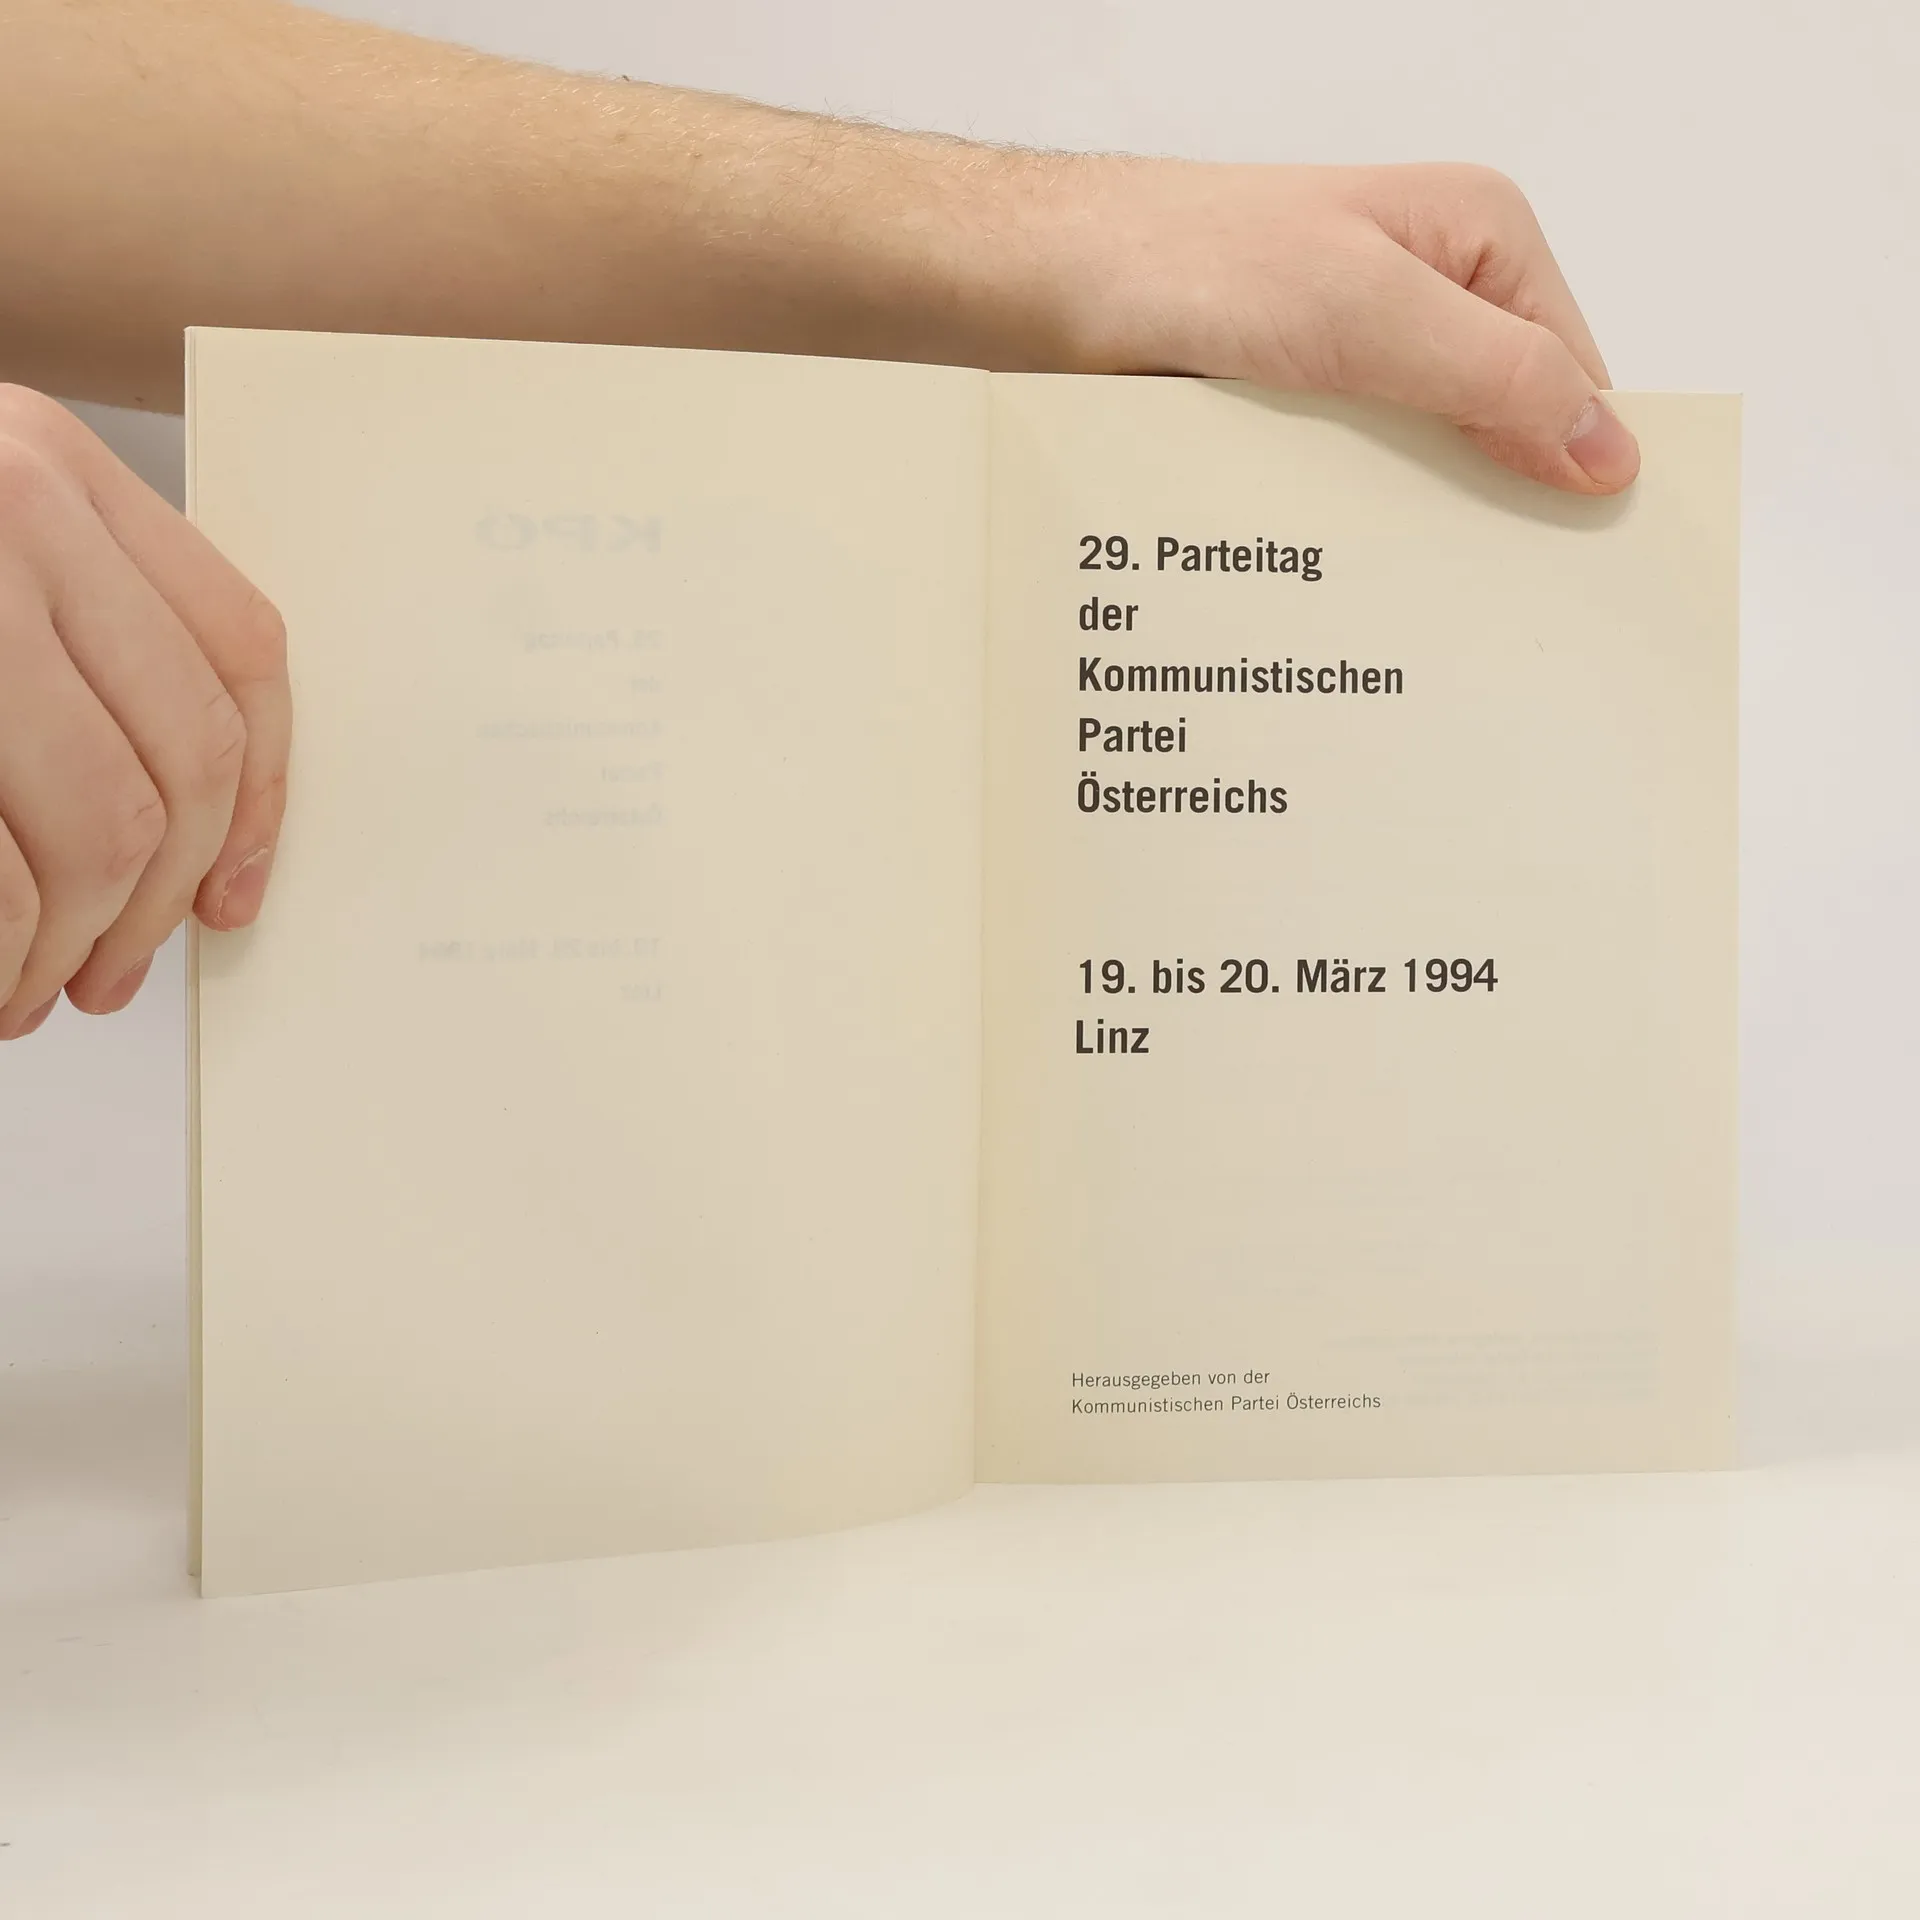 29. Parteitag
der
Kommunistischen
Partei
Österreichs
19. bis 20. März 1994
Linz
Herausgegeben von der
Kommunistischen Partei Österreichs